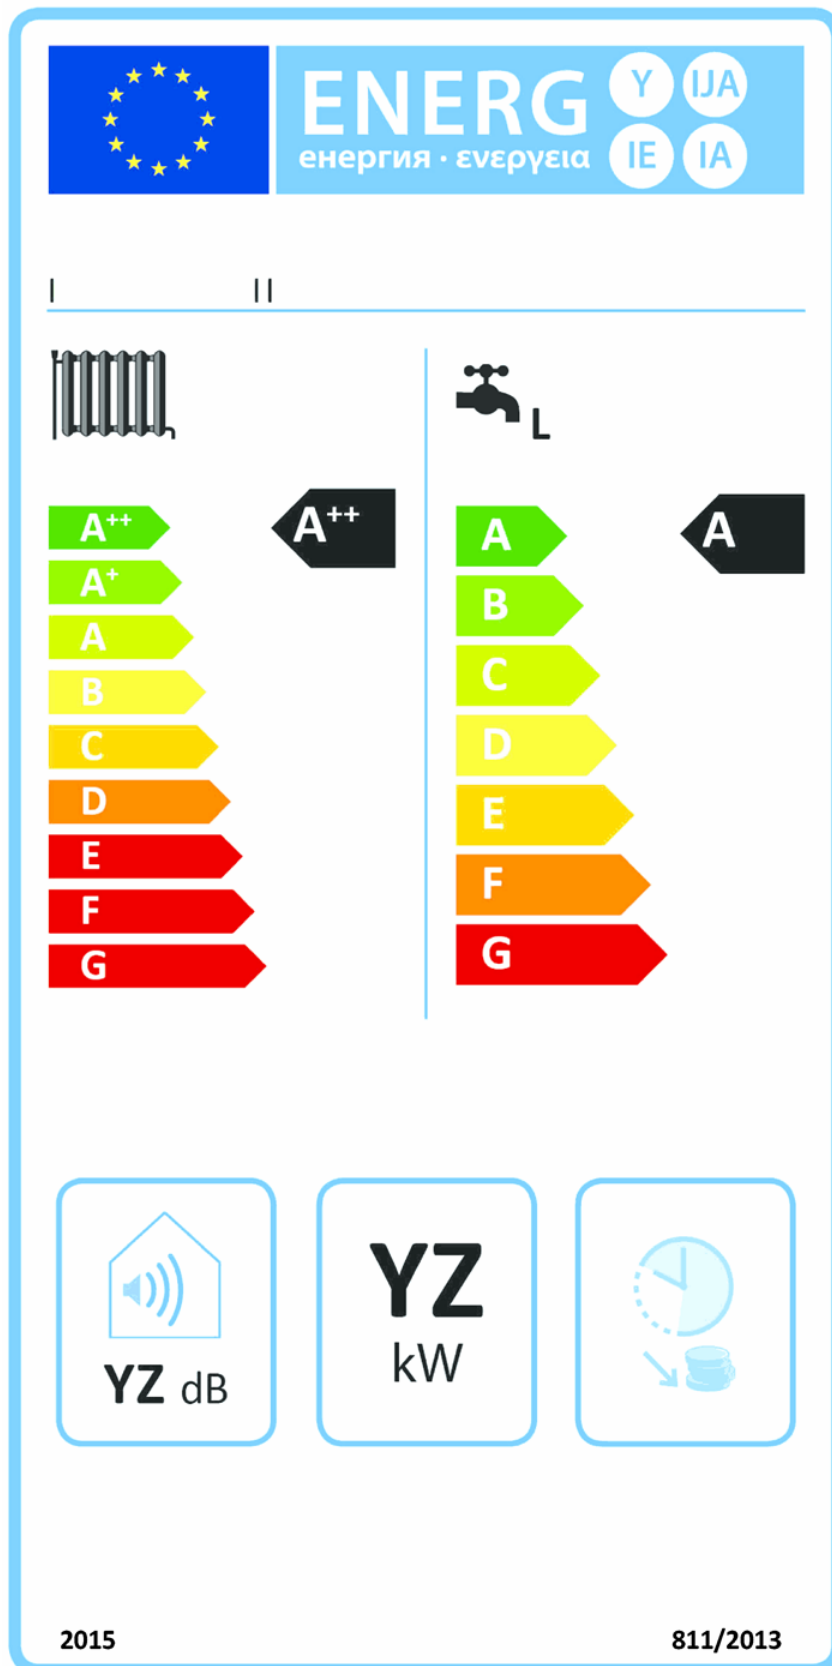 ENERG Y IJA
енергия · ενεργεια IE IA
I II
L
A++ A++
A+
A
B
C
D
E
F
G
A A
B
C
D
E
F
G
YZ dB
YZ
kW
2015 811/2013